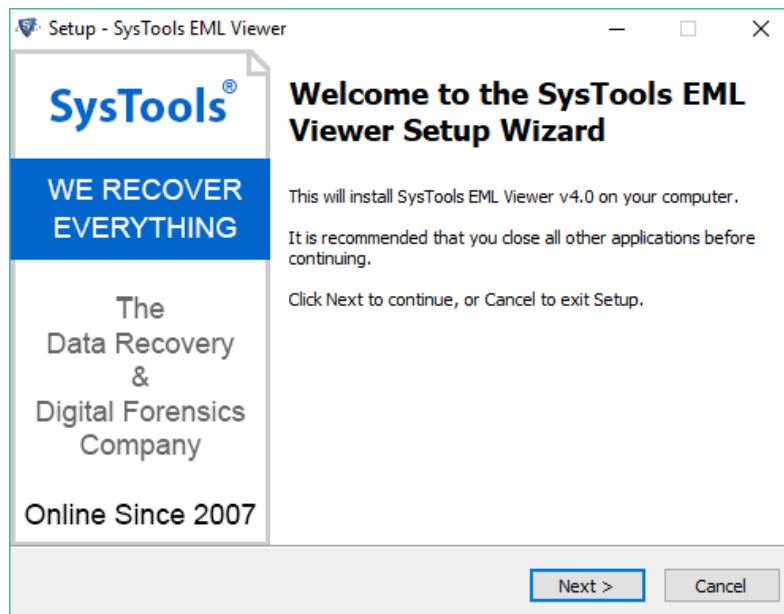 Setup - SysTools EML Viewer
SysTools®
WE RECOVER
EVERYTHING
The
Data Recovery
&
Digital Forensics
Company
Online Since 2007
Welcome to the SysTools EML
Viewer Setup Wizard
This will install SysTools EML Viewer v4.0 on your computer.
It is recommended that you close all other applications before
continuing.
Click Next to continue, or Cancel to exit Setup.
Next >
Cancel